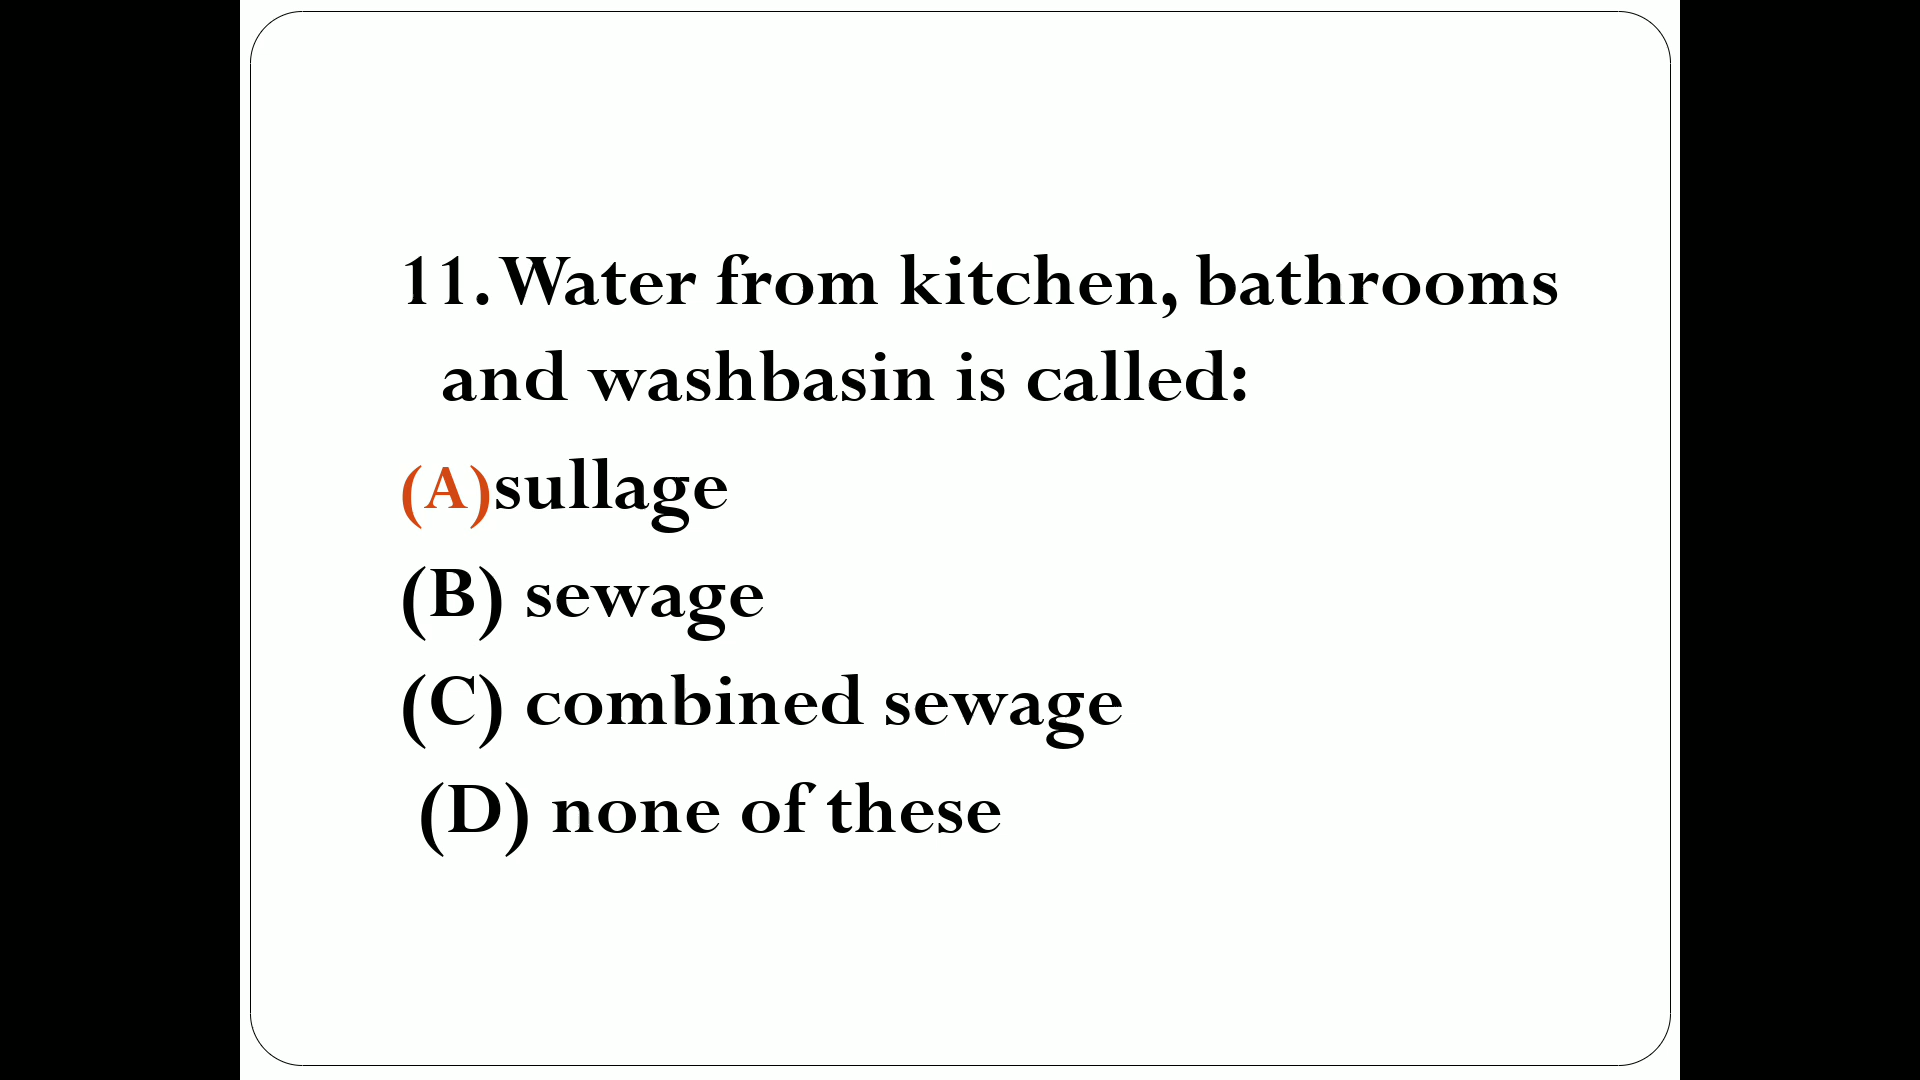 11. Water from kitchen, bathrooms
and washbasin is called:
(A)sullage
(B) sewage
(C) combined sewage
(D) none of these